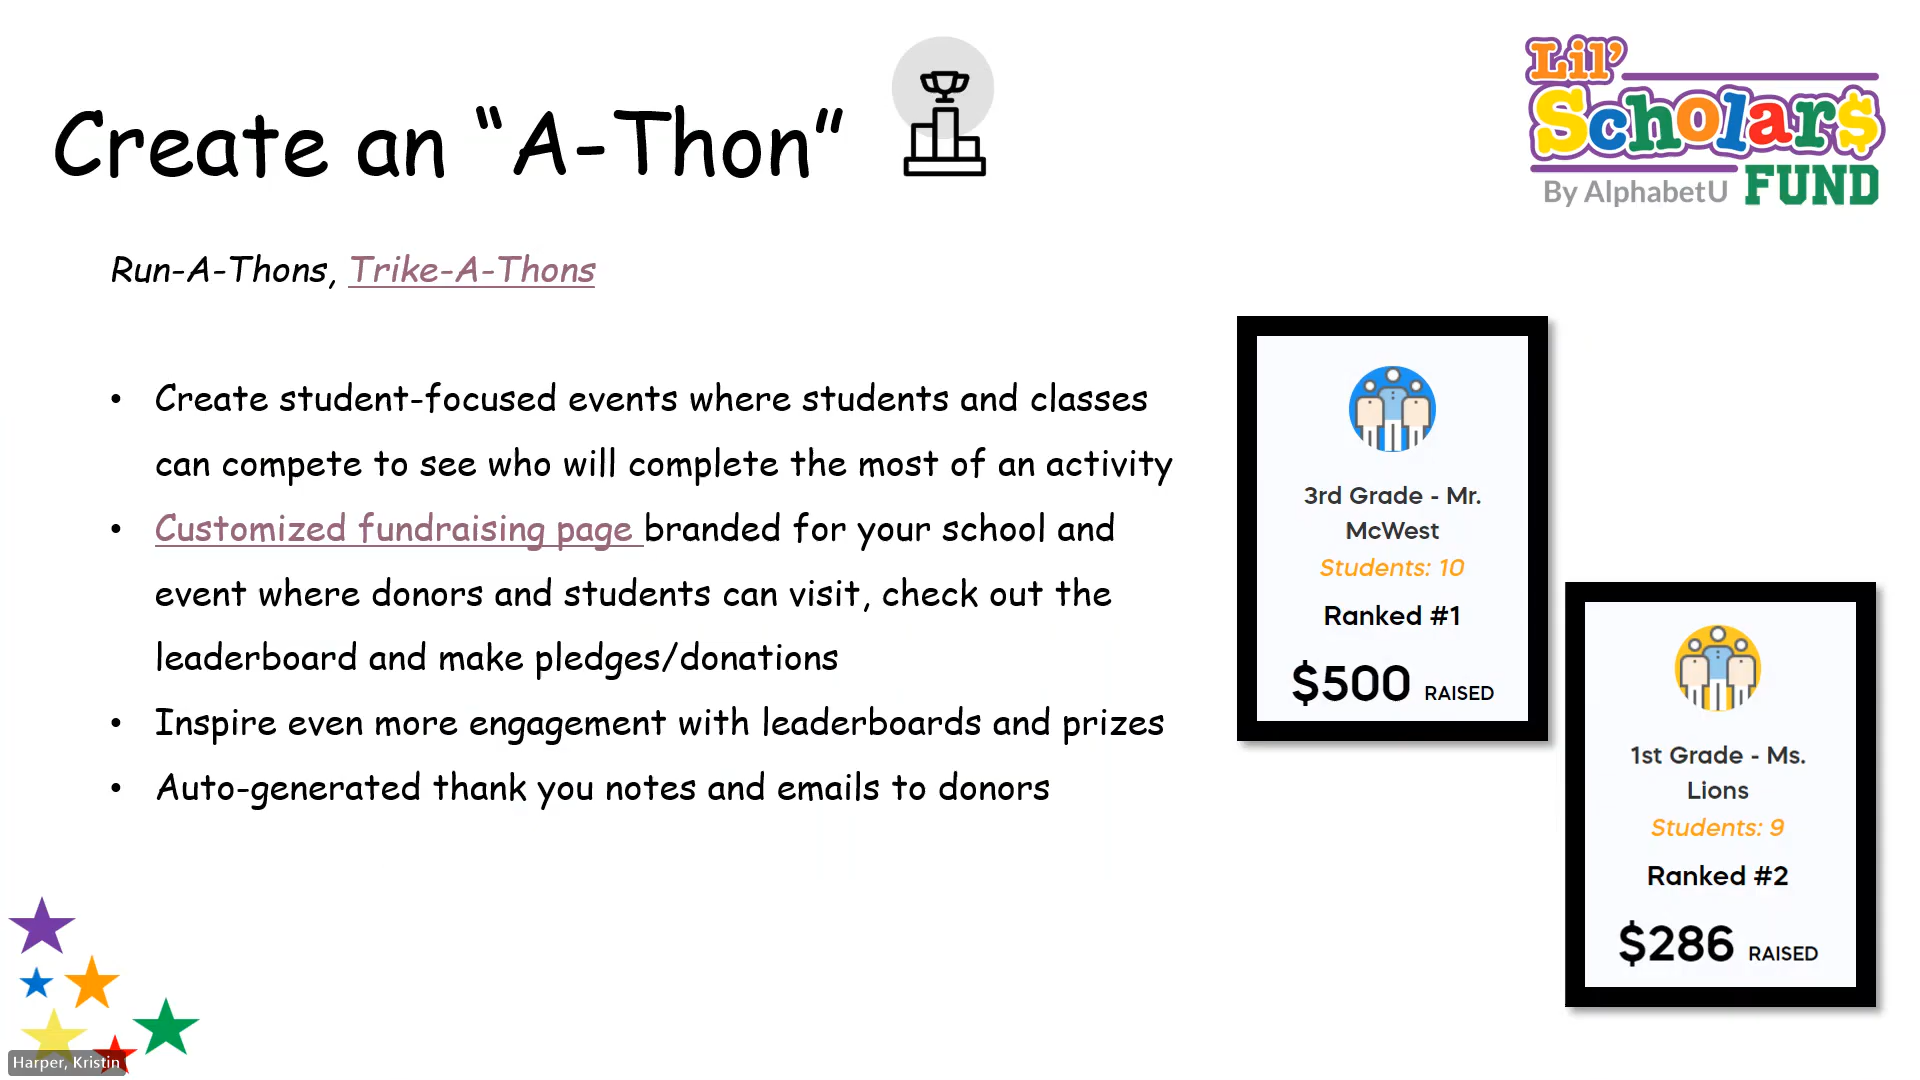 Create an “A-Thon”
Lil’
Scholar$
By AlphabetU FUND
Run-A-Thons, Trike-A-Thons
• Create student-focused events where students and classes
can compete to see who will complete the most of an activity
• Customized fundraising page branded for your school and
event where donors and students can visit, check out the
leaderboard and make pledges/donations
• Inspire even more engagement with leaderboards and prizes
• Auto-generated thank you notes and emails to donors
3rd Grade - Mr.
McWest
Students: 10
Ranked #1
$500 RAISED
1st Grade - Ms.
Lions
Students: 9
Ranked #2
$286 RAISED
Harper, Kristin